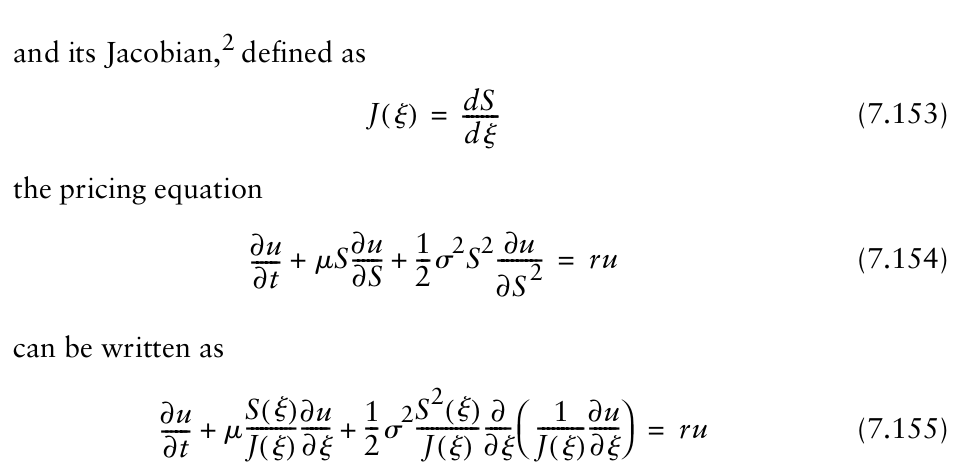 and its Jacobian,² defined as
J(ξ) = dS/dξ (7.153)
the pricing equation
∂u/∂t + μS ∂u/∂S + 1/2 σ²S² ∂u/∂S² = ru (7.154)
can be written as
∂u/∂t + μ S(ξ)/J(ξ) ∂u/∂ξ + 1/2 σ² S²(ξ)/J(ξ) ∂/∂ξ (1/J(ξ) ∂u/∂ξ) = ru (7.155)